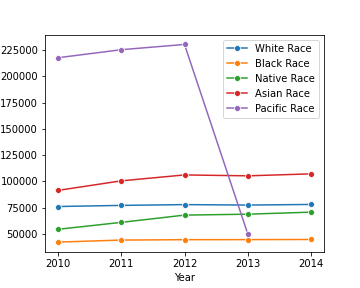 225000
200000
175000
150000
125000
100000
75000
50000
2010 2011 2012 2013 2014
Year
White Race
Black Race
Native Race
Asian Race
Pacific Race